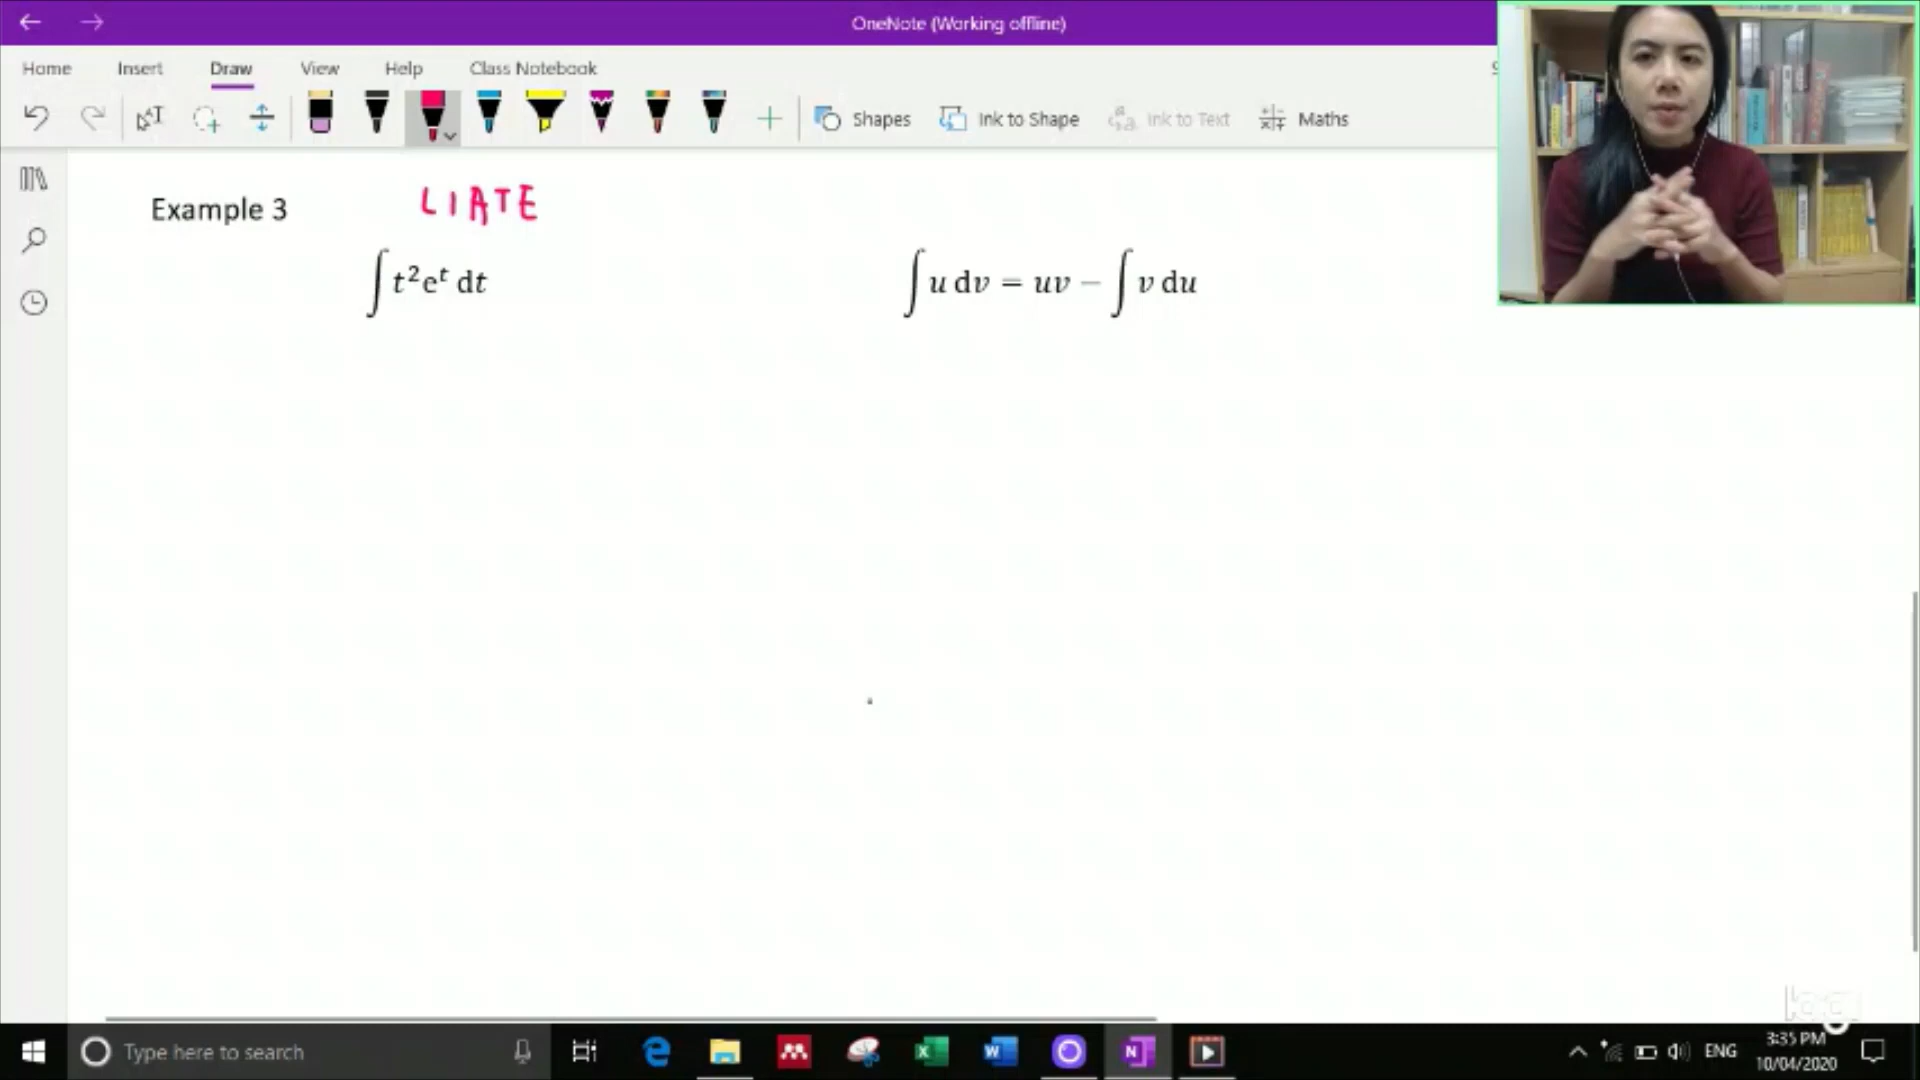 OneNote (Working offline)
Home Insert Draw View Help Class Notebook
Shapes Ink to Shape Ink to Text Maths
Example 3 LIATE
∫ t²eᵗ dt ∫ u dv = uv − ∫ v du
Type here to search ENG 3:35 PM
10/04/2020